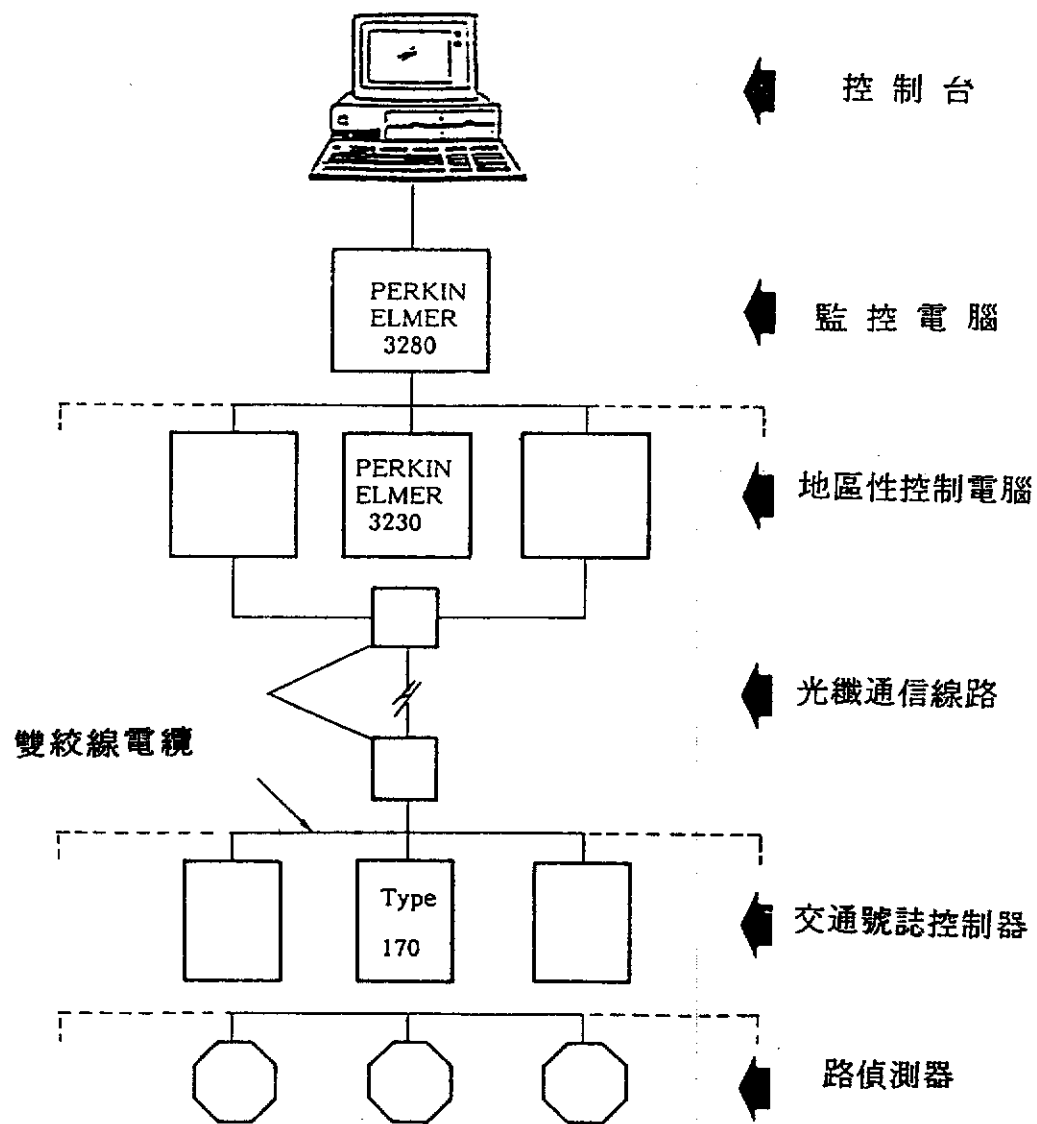 控制台
PERKIN
ELMER
3280
監控電腦
PERKIN
ELMER
3230
地區性控制電腦
光纖通信線路
雙絞線電纜
Type
170
交通號誌控制器
路偵測器